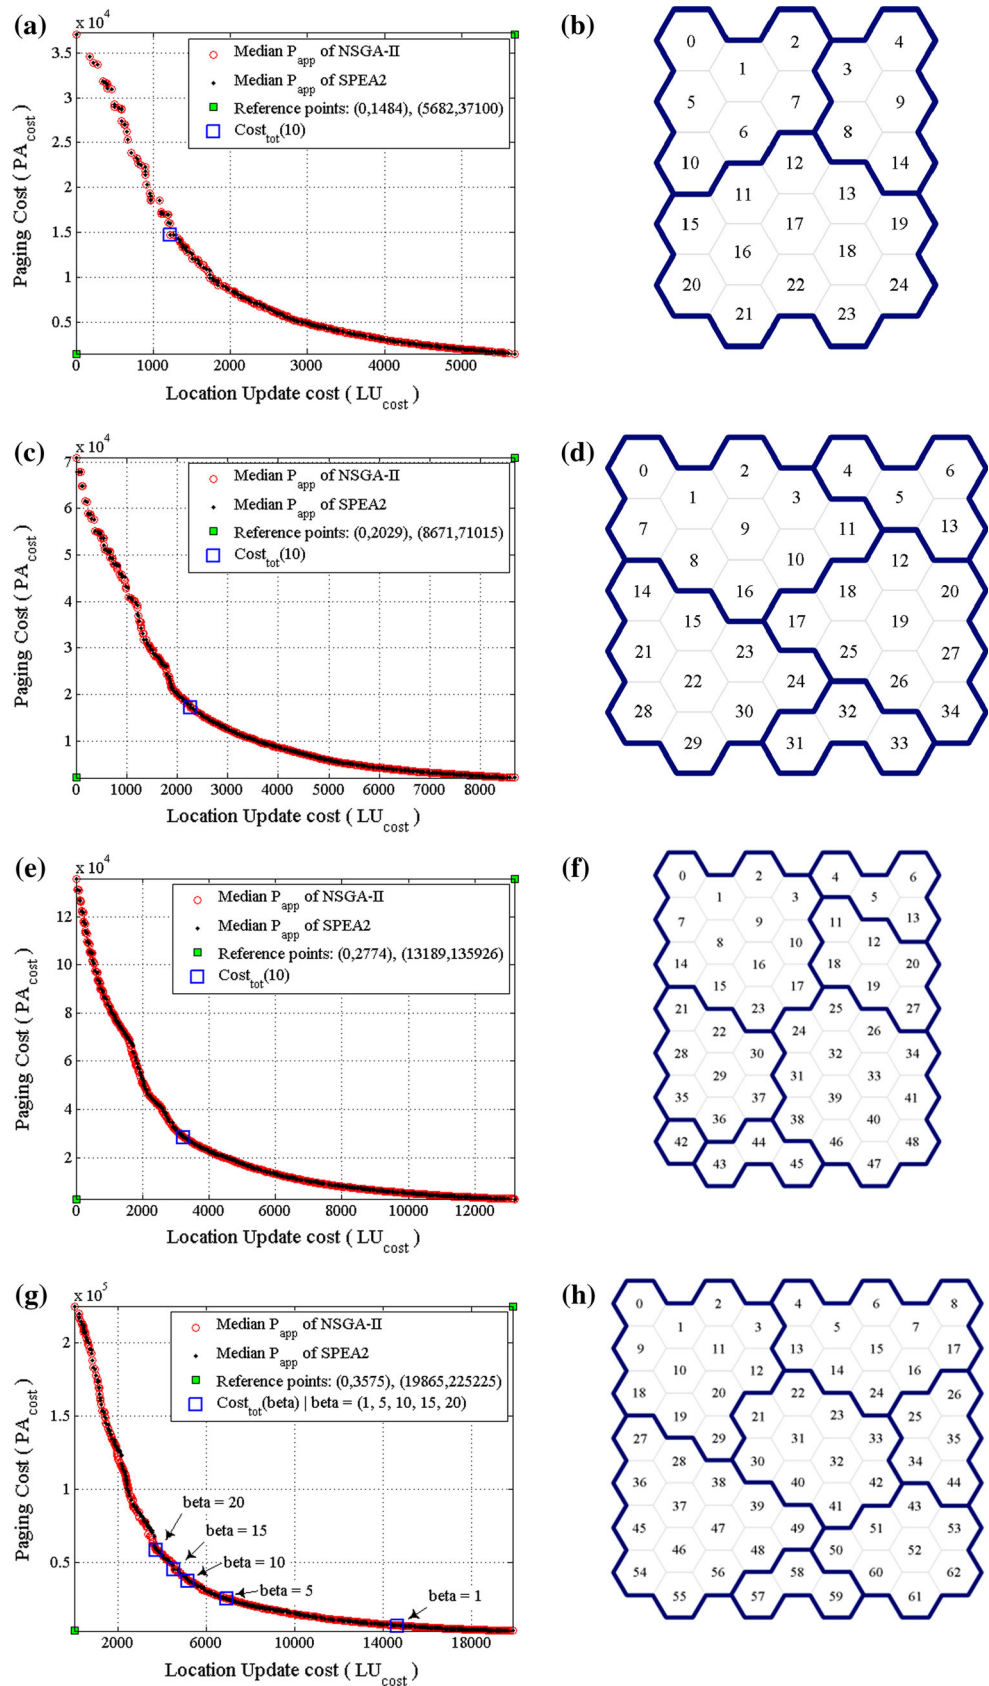 (a)
x 10^4
3.5
3
2.5
2
1.5
1
0.5
0 1000 2000 3000 4000 5000
Paging Cost ( PA_cost )
Location Update cost ( LU_cost )
Median P_app of NSGA-II
Median P_app of SPEA2
Reference points: (0,1484), (5682,37100)
Cost_tot(10)
(b)
0 2 4
1 3
5 7 9
6 8
10 12 14
11 13
15 17 19
16 18
20 22 24
21 23
(c)
x 10^4
7
6
5
4
3
2
1
0 1000 2000 3000 4000 5000 6000 7000 8000
Paging Cost ( PA_cost )
Location Update cost ( LU_cost )
Median P_app of NSGA-II
Median P_app of SPEA2
Reference points: (0,2029), (8671,71015)
Cost_tot(10)
(d)
0 2 4 6
1 3 5
7 9 11 13
8 10 12
14 16 18 20
15 17 19
21 23 25 27
22 24 26
28 30 32 34
29 31 33
(e)
x 10^4
12
10
8
6
4
2
0 2000 4000 6000 8000 10000 12000
Paging Cost ( PA_cost )
Location Update cost ( LU_cost )
Median P_app of NSGA-II
Median P_app of SPEA2
Reference points: (0,2774), (13189,135926)
Cost_tot(10)
(f)
0 2 4 6
1 3 5
7 9 11 13
8 10 12
14 16 18 20
15 17 19
21 23 25 27
22 24 26
28 30 32 34
29 31 33
35 37 39 41
36 38 40
42 44 46 48
43 45 47
(g)
x 10^5
2
1.5
1
0.5
2000 6000 10000 14000 18000
Paging Cost ( PA_cost )
Location Update cost ( LU_cost )
Median P_app of NSGA-II
Median P_app of SPEA2
Reference points: (0,3575), (19865,225225)
Cost_tot(beta) | beta = (1, 5, 10, 15, 20)
beta = 20
beta = 15
beta = 10
beta = 5
beta = 1
(h)
0 2 4 6 8
1 3 5 7
9 11 13 15 17
10 12 14 16
18 20 22 24 26
19 21 23 25
27 29 31 33 35
28 30 32 34
36 38 40 42 44
37 39 41 43
45 47 49 51 53
46 48 50 52
54 56 58 60 62
55 57 59 61